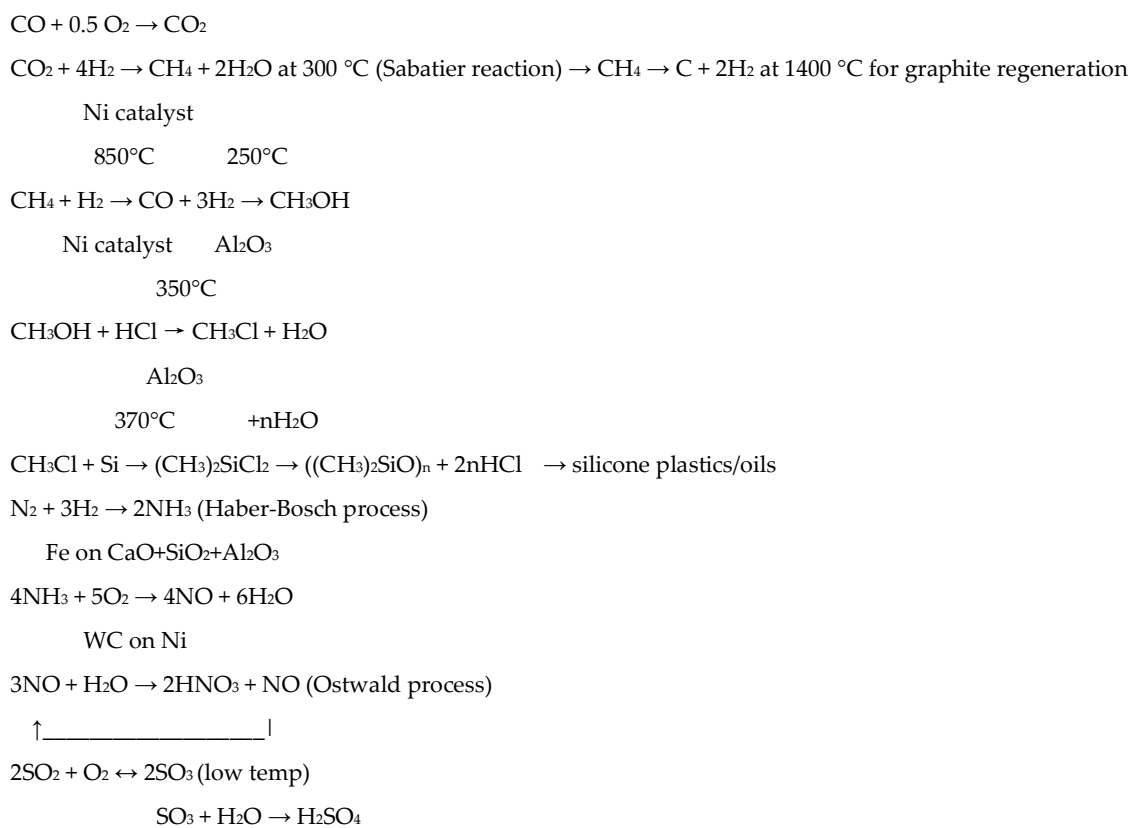 CO + 0.5 O₂ → CO₂
CO₂ + 4H₂ → CH₄ + 2H₂O at 300 °C (Sabatier reaction) → CH₄ → C + 2H₂ at 1400 °C for graphite regeneration
Ni catalyst
850°C 250°C
CH₄ + H₂ → CO + 3H₂ → CH₃OH
Ni catalyst Al₂O₃
350°C
CH₃OH + HCl → CH₃Cl + H₂O
Al₂O₃
370°C +nH₂O
CH₃Cl + Si → (CH₃)₂SiCl₂ → ((CH₃)₂SiO)ₙ + 2nHCl → silicone plastics/oils
N₂ + 3H₂ → 2NH₃ (Haber-Bosch process)
Fe on CaO+SiO₂+Al₂O₃
4NH₃ + 5O₂ → 4NO + 6H₂O
WC on Ni
3NO + H₂O → 2HNO₃ + NO (Ostwald process)
↑____________________|
2SO₂ + O₂ ↔ 2SO₃ (low temp)
SO₃ + H₂O → H₂SO₄